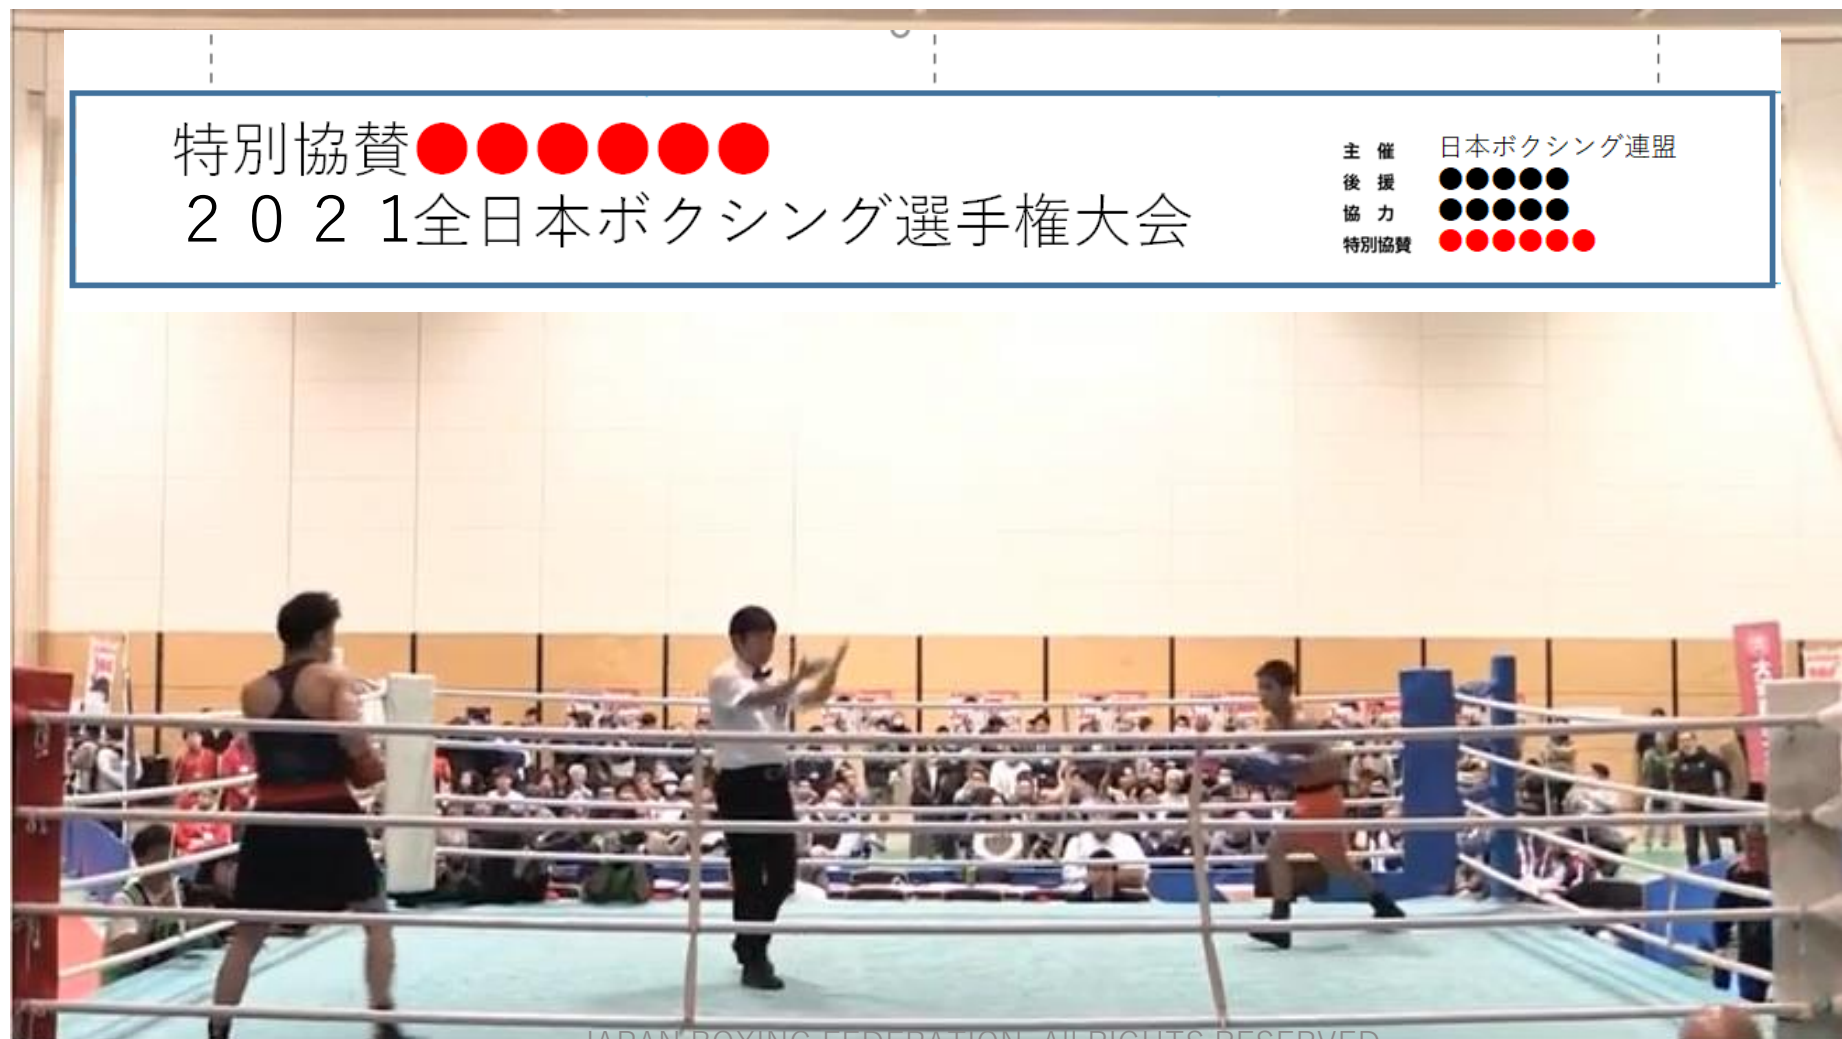 特別協賛●●●●●●
２０２１全日本ボクシング選手権大会
主　催　日本ボクシング連盟
後　援　●●●●●
協　力　●●●●●
特別協賛　●●●●●●
JAPAN BOXING FEDERATION. All RIGHTS RESERVED